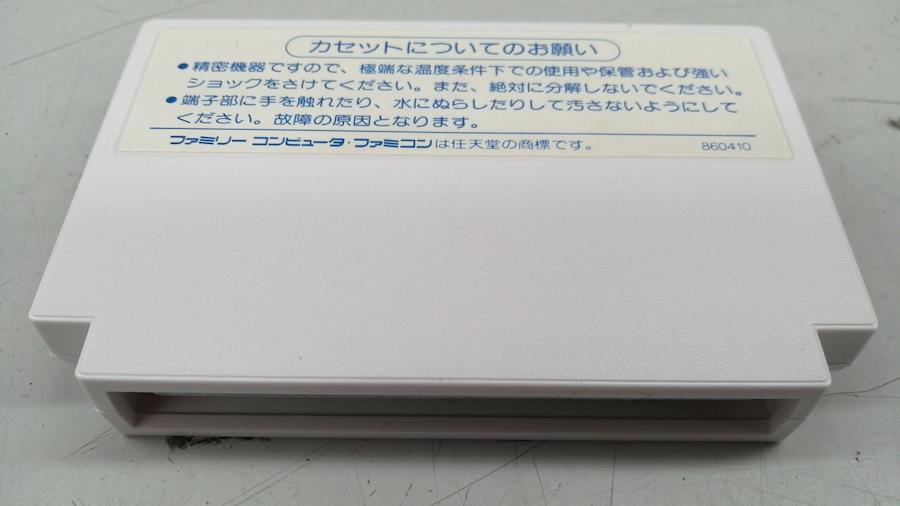 カセットについてのお願い
●精密機器ですので、極端な温度条件下での使用や保管および強い
ショックをさけてください。また、絶対に分解しないでください。
●端子部に手を触れたり、水にぬらしたりして汚さないようにして
ください。故障の原因となります。
ファミリー コンピュータ・ファミコンは任天堂の商標です。
860410